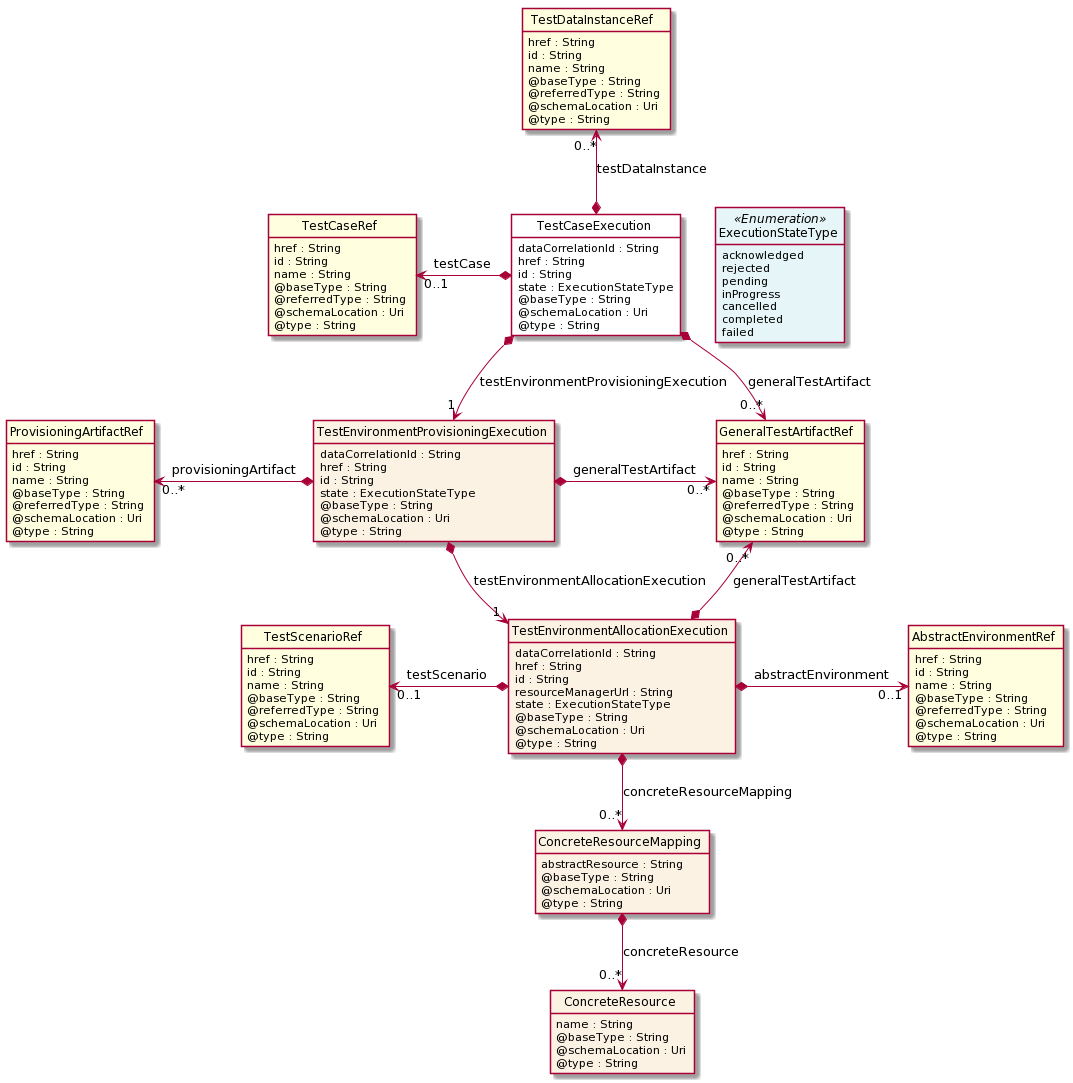 TestDataInstanceRef
href : String
id : String
name : String
@baseType : String
@referredType : String
@schemaLocation : Uri
@type : String
0..*
testDataInstance
TestCaseRef
href : String
id : String
name : String
@baseType : String
@referredType : String
@schemaLocation : Uri
@type : String
testCase
0..1
TestCaseExecution
dataCorrelationId : String
href : String
id : String
state : ExecutionStateType
@baseType : String
@schemaLocation : Uri
@type : String
«Enumeration»
ExecutionStateType
acknowledged
rejected
pending
inProgress
cancelled
completed
failed
testEnvironmentProvisioningExecution
1
generalTestArtifact
0..*
ProvisioningArtifactRef
href : String
id : String
name : String
@baseType : String
@referredType : String
@schemaLocation : Uri
@type : String
provisioningArtifact
0..*
TestEnvironmentProvisioningExecution
dataCorrelationId : String
href : String
id : String
state : ExecutionStateType
@baseType : String
@schemaLocation : Uri
@type : String
generalTestArtifact
0..*
GeneralTestArtifactRef
href : String
id : String
name : String
@baseType : String
@referredType : String
@schemaLocation : Uri
@type : String
testEnvironmentAllocationExecution
1
0..*
generalTestArtifact
TestScenarioRef
href : String
id : String
name : String
@baseType : String
@referredType : String
@schemaLocation : Uri
@type : String
testScenario
0..1
TestEnvironmentAllocationExecution
dataCorrelationId : String
href : String
id : String
resourceManagerUrl : String
state : ExecutionStateType
@baseType : String
@schemaLocation : Uri
@type : String
abstractEnvironment
0..1
AbstractEnvironmentRef
href : String
id : String
name : String
@baseType : String
@referredType : String
@schemaLocation : Uri
@type : String
concreteResourceMapping
0..*
ConcreteResourceMapping
abstractResource : String
@baseType : String
@schemaLocation : Uri
@type : String
concreteResource
0..*
ConcreteResource
name : String
@baseType : String
@schemaLocation : Uri
@type : String